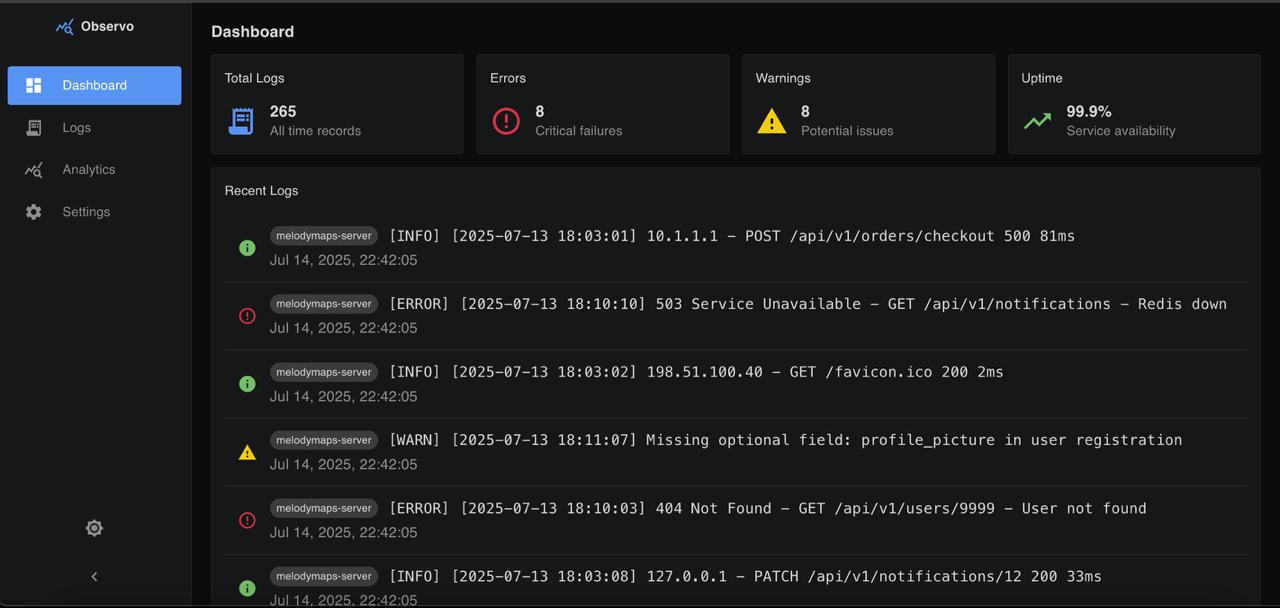 Observo
Dashboard
Logs
Analytics
Settings
Dashboard
Total Logs
265
All time records
Errors
8
Critical failures
Warnings
8
Potential issues
Uptime
99.9%
Service availability
Recent Logs
melodymaps-server [INFO] [2025-07-13 18:03:01] 10.1.1.1 - POST /api/v1/orders/checkout 500 81ms
Jul 14, 2025, 22:42:05
melodymaps-server [ERROR] [2025-07-13 18:10:10] 503 Service Unavailable - GET /api/v1/notifications - Redis down
Jul 14, 2025, 22:42:05
melodymaps-server [INFO] [2025-07-13 18:03:02] 198.51.100.40 - GET /favicon.ico 200 2ms
Jul 14, 2025, 22:42:05
melodymaps-server [WARN] [2025-07-13 18:11:07] Missing optional field: profile_picture in user registration
Jul 14, 2025, 22:42:05
melodymaps-server [ERROR] [2025-07-13 18:10:03] 404 Not Found - GET /api/v1/users/9999 - User not found
Jul 14, 2025, 22:42:05
melodymaps-server [INFO] [2025-07-13 18:03:08] 127.0.0.1 - PATCH /api/v1/notifications/12 200 33ms
Jul 14, 2025, 22:42:05